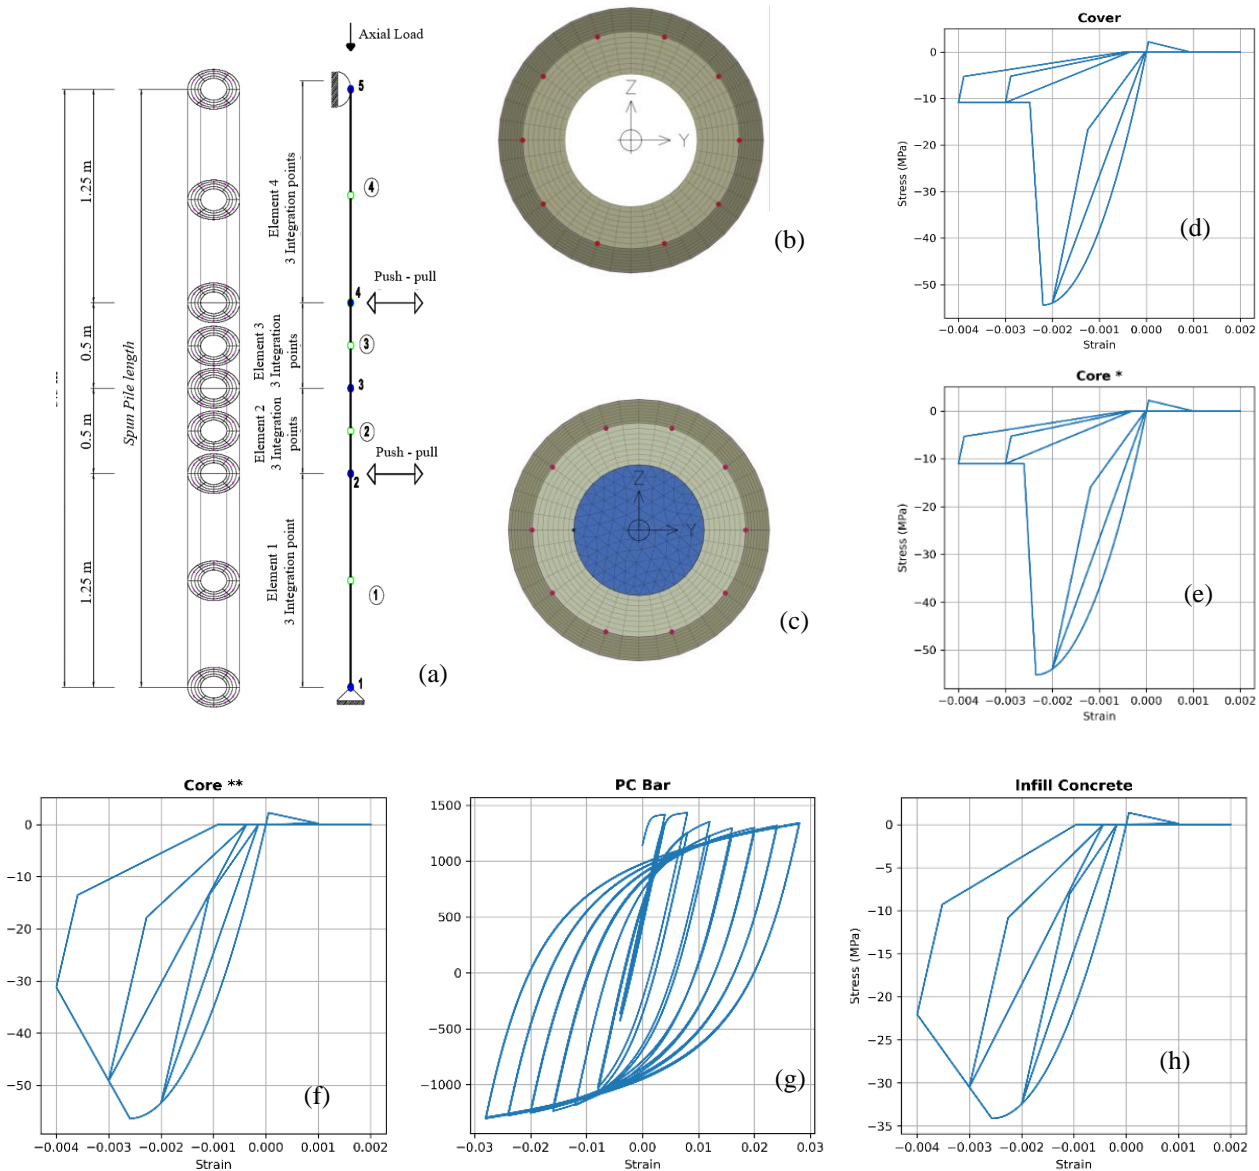 Axial Load
5
1.25 m
Element 4
3 Integration points
4
Push - pull
4
0.5 m
Element 3
3 Integration
points
3
3
Spun Pile length
0.5 m
Element 2
3 Integration
points
2
Push - pull
2
1.25 m
Element 1
3 Integration point
1
1
(a)
Z
Y
(b)
Z
Y
(c)
Cover
Stress (MPa)
0
−10
−20
−30
−40
−50
(d)
−0.004 −0.003 −0.002 −0.001 0.000 0.001 0.002
Strain
Core *
Stress (MPa)
0
−10
−20
−30
−40
−50
(e)
−0.004 −0.003 −0.002 −0.001 0.000 0.001 0.002
Strain
Core **
0
−10
−20
−30
−40
−50
(f)
−0.004 −0.003 −0.002 −0.001 0.000 0.001 0.002
Strain
PC Bar
1500
1000
500
0
−500
−1000
(g)
−0.03 −0.02 −0.01 0.00 0.01 0.02 0.03
Strain
Infill Concrete
Stress (MPa)
0
−5
−10
−15
−20
−25
−30
−35
(h)
−0.004 −0.003 −0.002 −0.001 0.000 0.001 0.002
Strain